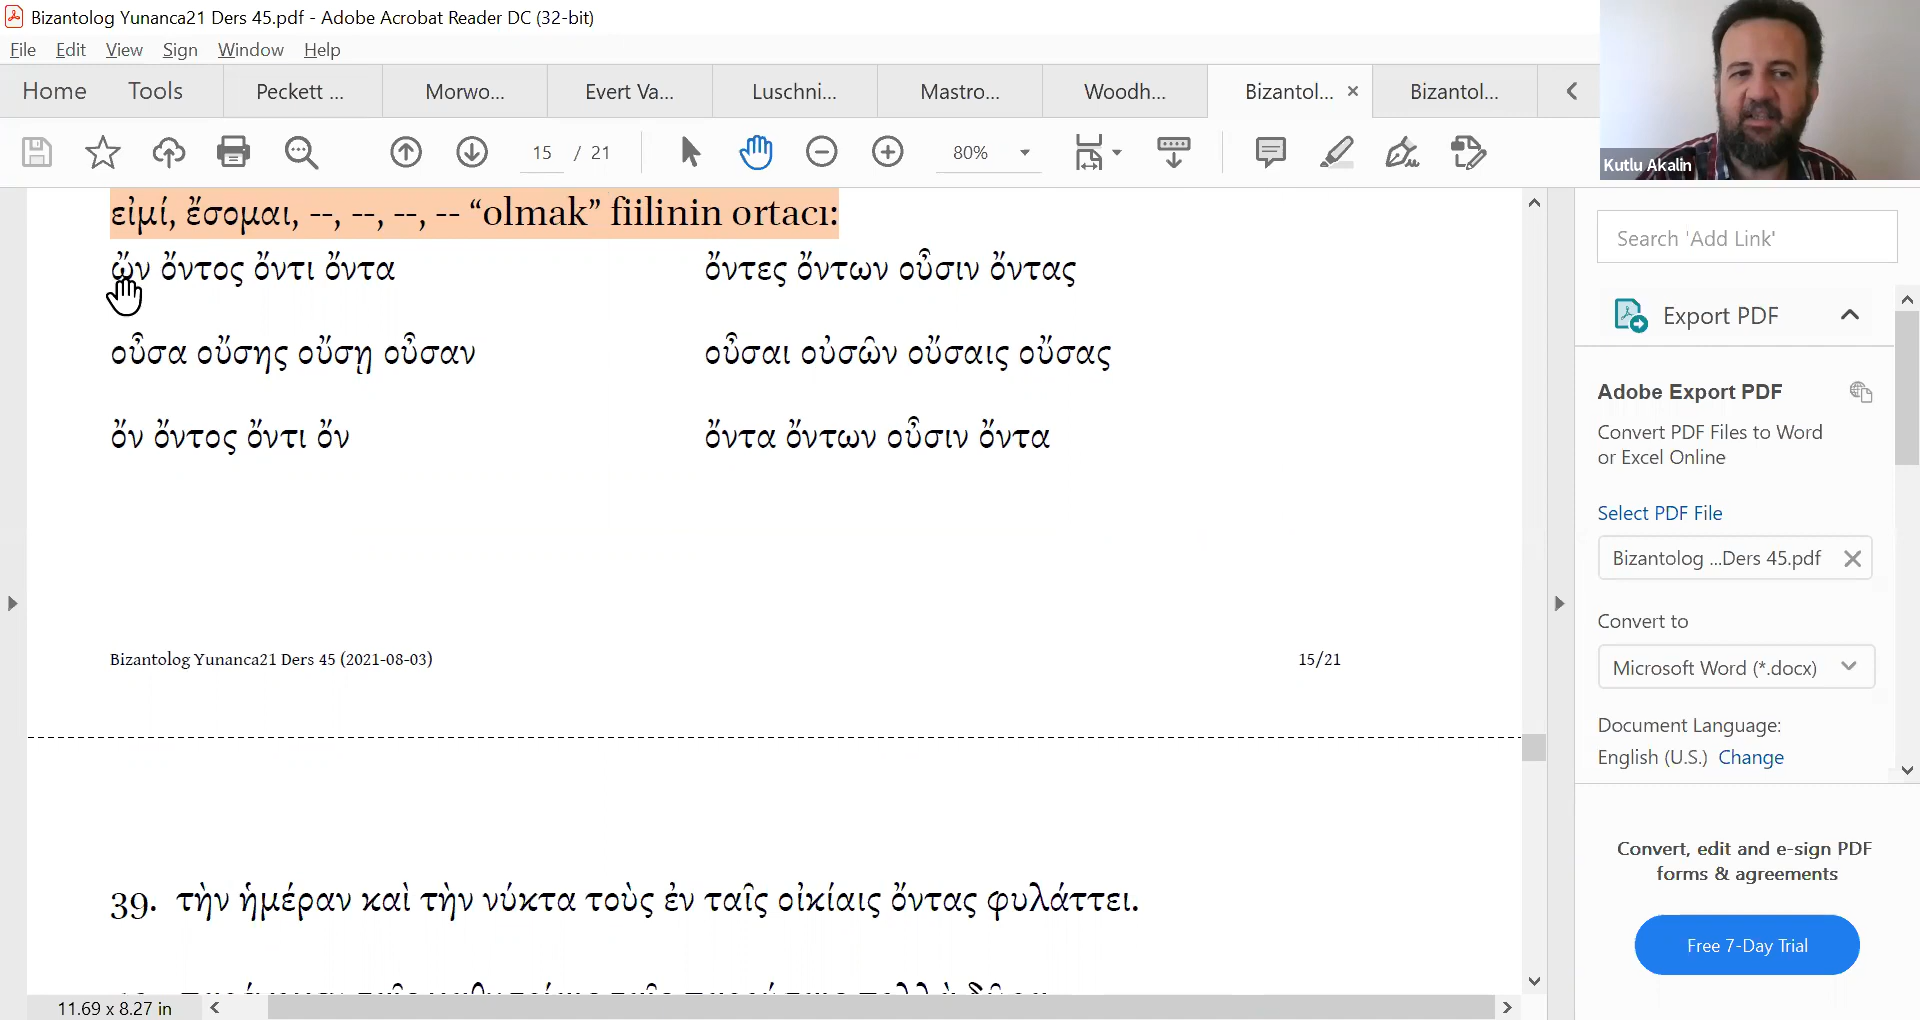 Bizantolog Yunanca21 Ders 45.pdf - Adobe Acrobat Reader DC (32-bit)
File Edit View Sign Window Help
Home Tools Peckett ... Morwo... Evert Va... Luschni... Mastro... Woodh... Bizantol... Bizantol...
15 / 21 80%
Kutlu Akalin
εἰμί, ἔσομαι, --, --, --, -- “olmak” fiilinin ortacı:
ὤν ὄντος ὄντι ὄντα ὄντες ὄντων οὖσιν ὄντας
οὖσα οὔσης οὔσῃ οὖσαν οὖσαι οὐσῶν οὔσαις οὔσας
ὄν ὄντος ὄντι ὄν ὄντα ὄντων οὖσιν ὄντα
Bizantolog Yunanca21 Ders 45 (2021-08-03) 15/21
39. τὴν ἡμέραν καὶ τὴν νύκτα τοὺς ἐν ταῖς οἰκίαις ὄντας φυλάττει.
11.69 x 8.27 in
Search 'Add Link'
Export PDF
Adobe Export PDF
Convert PDF Files to Word
or Excel Online
Select PDF File
Bizantolog ...Ders 45.pdf
Convert to
Microsoft Word (*.docx)
Document Language:
English (U.S.) Change
Convert, edit and e-sign PDF
forms & agreements
Free 7-Day Trial